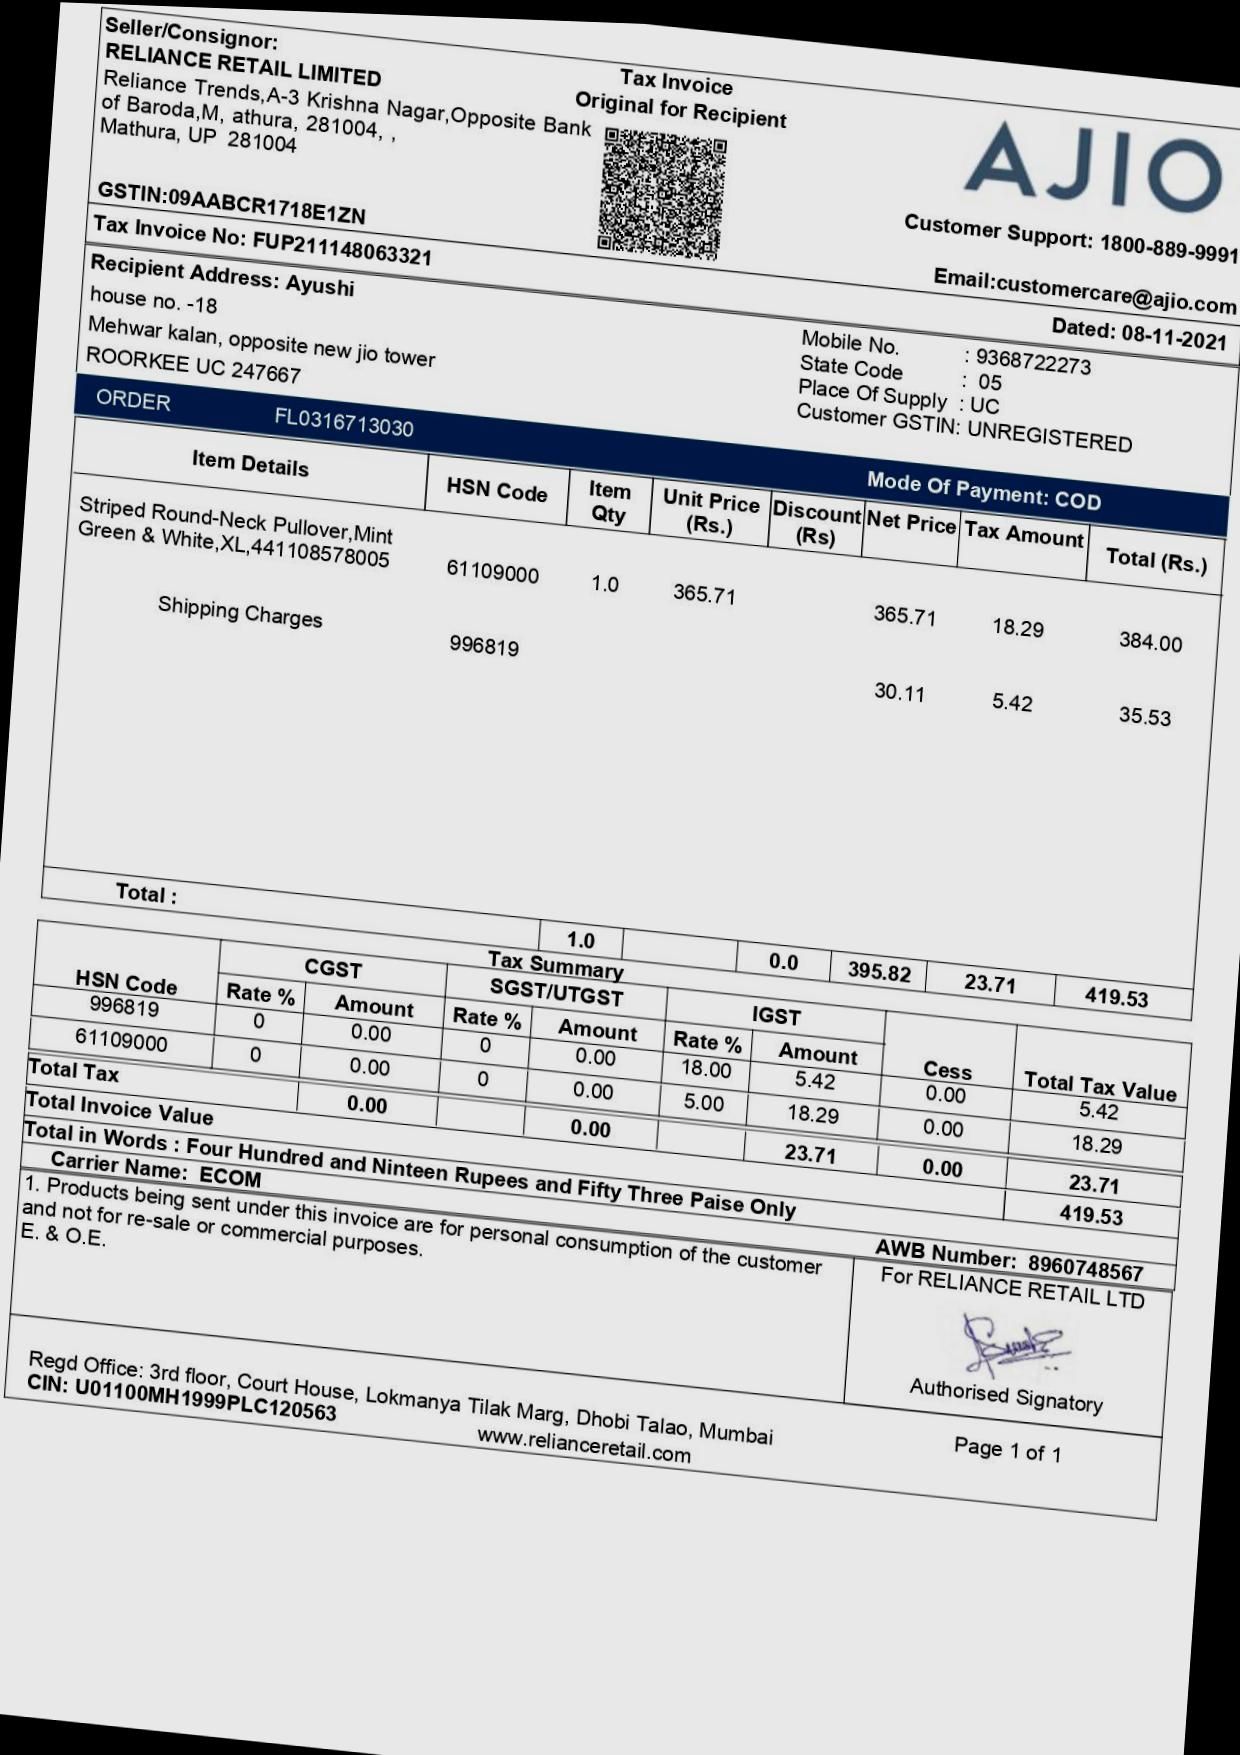 Seller/Consignor:
RELIANCE RETAIL LIMITED
Reliance Trends,A-3 Krishna Nagar,Opposite Bank
of Baroda,M, athura, 281004, ,
Mathura, UP 281004
GSTIN:09AABCR1718E1ZN
Tax Invoice
Original for Recipient
AJIO
Customer Support: 1800-889-9991
Email:customercare@ajio.com
Tax Invoice No: FUP211148063321
Dated: 08-11-2021
Recipient Address: Ayushi
house no. -18
Mehwar kalan, opposite new jio tower
ROORKEE UC 247667
Mobile No. : 9368722273
State Code : 05
Place Of Supply : UC
Customer GSTIN: UNREGISTERED
ORDER FL0316713030 Mode Of Payment: COD
Item Details HSN Code Item Qty Unit Price (Rs.) Discount (Rs) Net Price Tax Amount Total (Rs.)
Striped Round-Neck Pullover,Mint
Green & White,XL,441108578005 61109000 1.0 365.71 365.71 18.29 384.00
Shipping Charges 996819 30.11 5.42 35.53
Total : 1.0 0.0 395.82 23.71 419.53
Tax Summary
HSN Code CGST SGST/UTGST IGST Cess Total Tax Value
Rate % Amount Rate % Amount Rate % Amount
996819 0 0.00 0 0.00 18.00 5.42 0.00 5.42
61109000 0 0.00 0 0.00 5.00 18.29 0.00 18.29
Total Tax 0.00 0.00 23.71 0.00 23.71
Total Invoice Value 419.53
Total in Words : Four Hundred and Ninteen Rupees and Fifty Three Paise Only
Carrier Name: ECOM AWB Number: 8960748567
1. Products being sent under this invoice are for personal consumption of the customer
and not for re-sale or commercial purposes.
E. & O.E.
For RELIANCE RETAIL LTD
Authorised Signatory
Regd Office: 3rd floor, Court House, Lokmanya Tilak Marg, Dhobi Talao, Mumbai
CIN: U01100MH1999PLC120563
www.relianceretail.com
Page 1 of 1